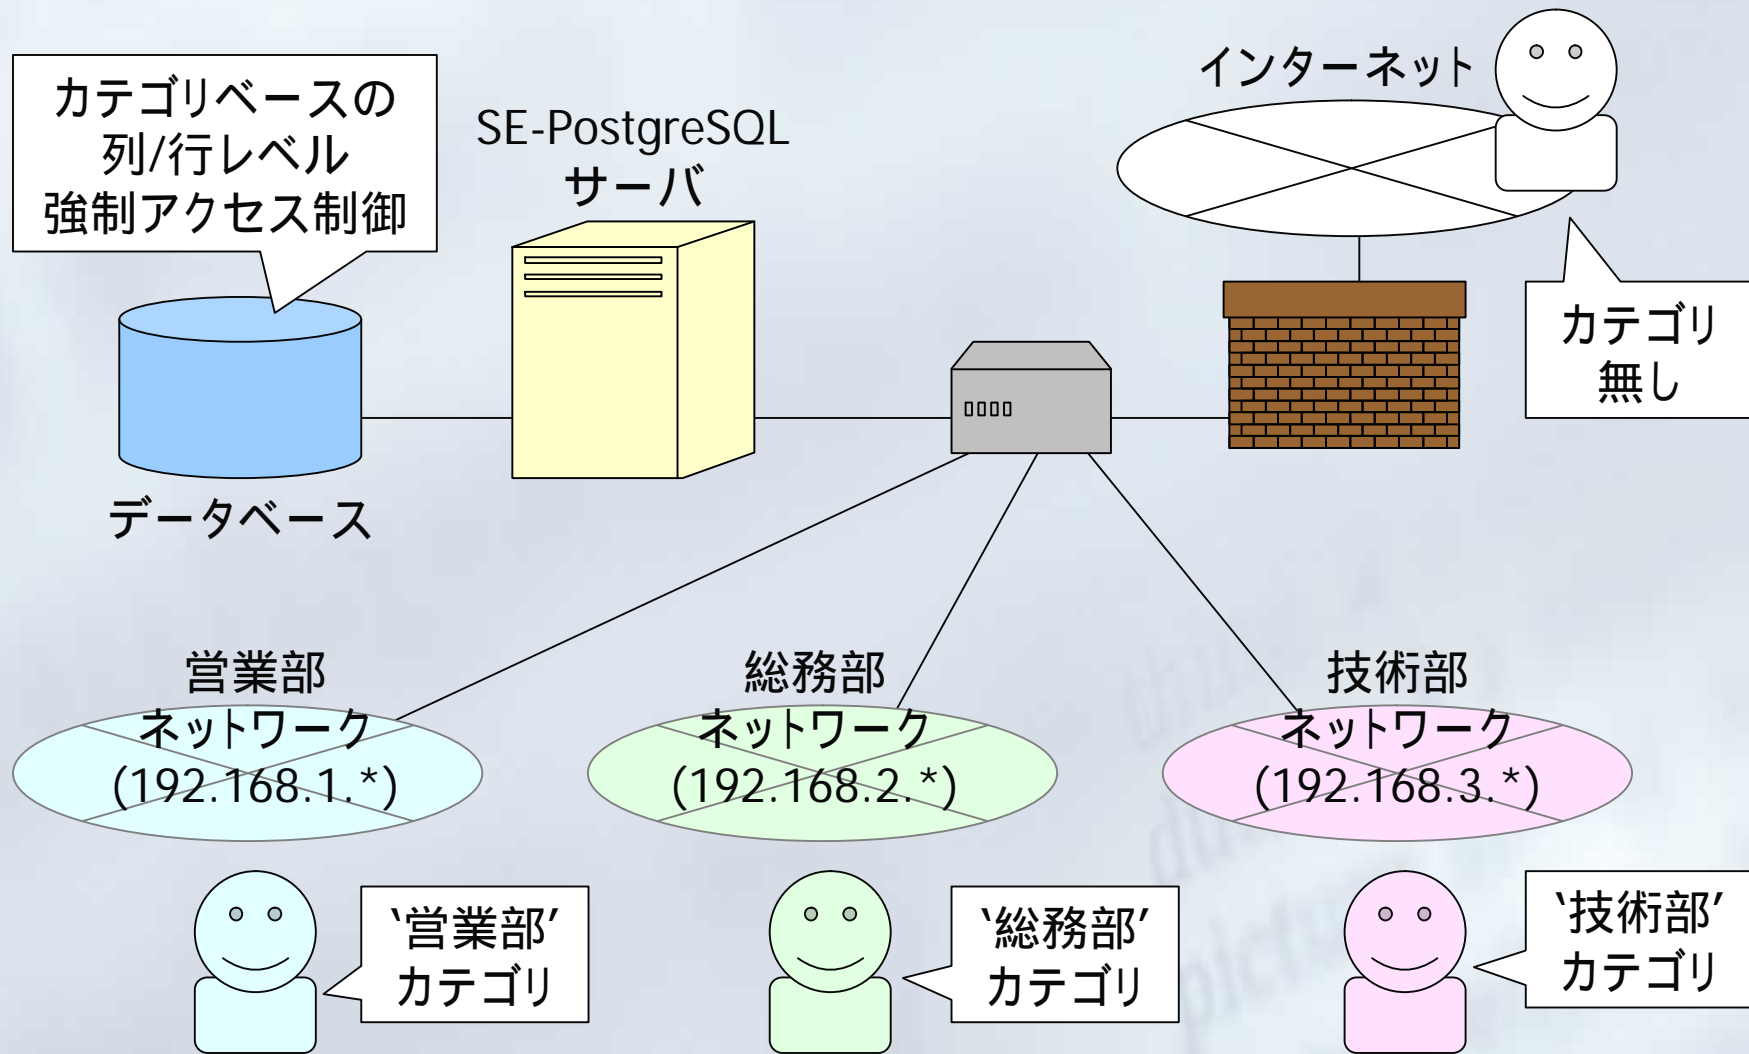 カテゴリベースの
列/行レベル
強制アクセス制御
SE-PostgreSQL
サーバ
インターネット
カテゴリ
無し
データベース
営業部
ネットワーク
(192.168.1.*)
総務部
ネットワーク
(192.168.2.*)
技術部
ネットワーク
(192.168.3.*)
‵営業部′
カテゴリ
‵総務部′
カテゴリ
‵技術部′
カテゴリ